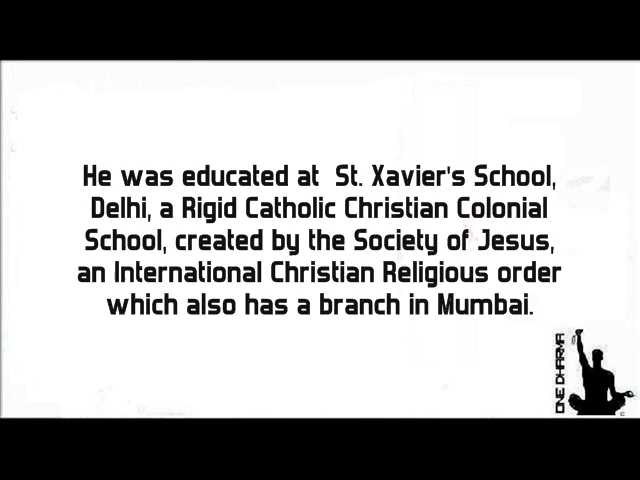 He was educated at St. Xavier's School,
Delhi, a Rigid Catholic Christian Colonial
School, created by the Society of Jesus,
an International Christian Religious order
which also has a branch in Mumbai.
ONE DHARMA